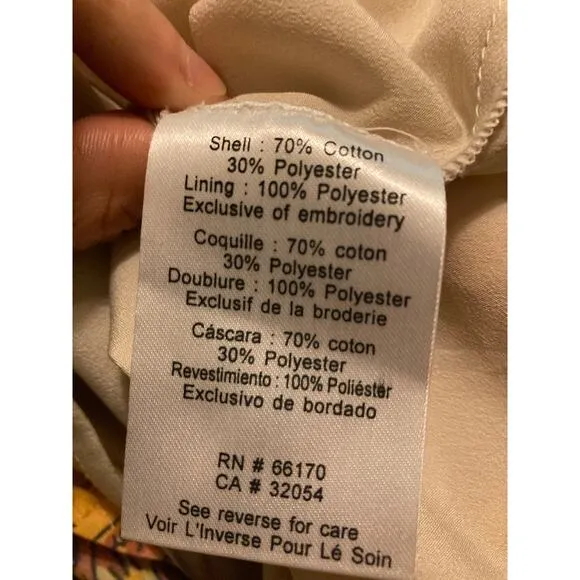 Shell : 70% Cotton
30% Polyester
Lining : 100% Polyester
Exclusive of embroidery
Coquille : 70% coton
30% Polyester
Doublure : 100% Polyester
Exclusif de la broderie
Cáscara : 70% coton
30% Polyester
Revestimiento : 100% Poliéster
Exclusivo de bordado
RN # 66170
CA # 32054
See reverse for care
Voir L'Inverse Pour Lé Soin